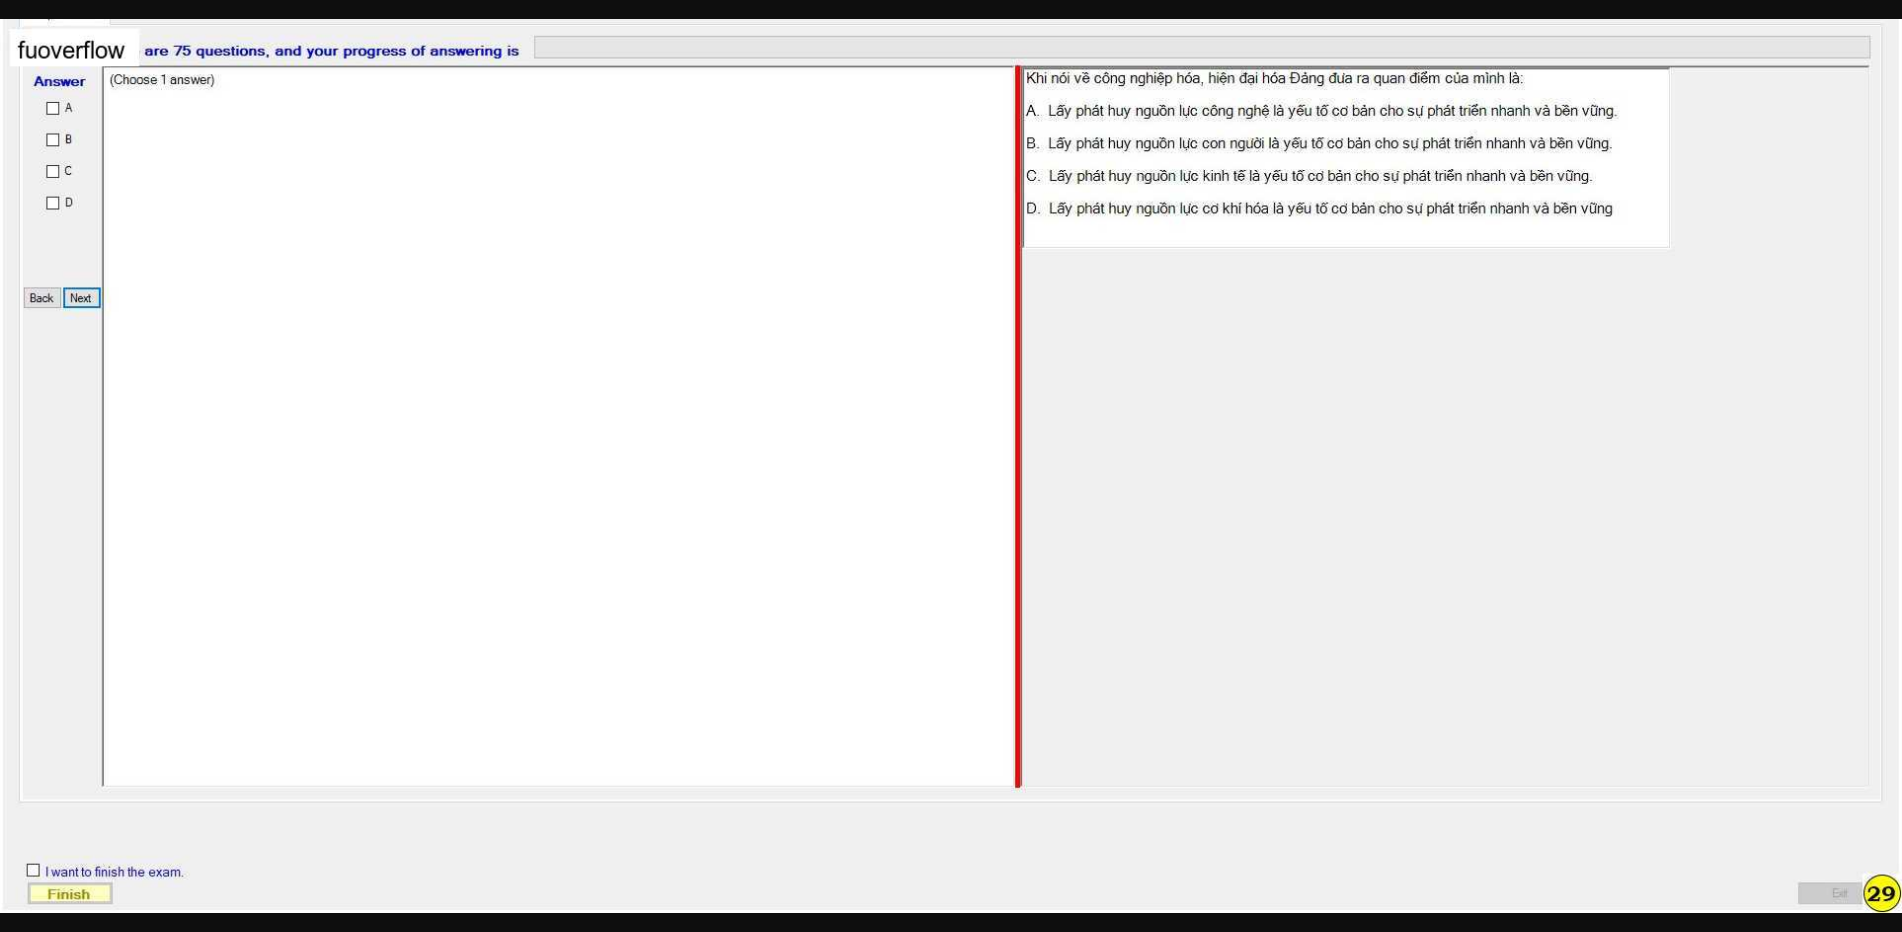 fuoverflow are 75 questions, and your progress of answering is
Answer
(Choose 1 answer)
A
B
C
D
Back Next
Khi nói về công nghiệp hóa, hiện đại hóa Đảng đưa ra quan điểm của mình là:
A. Lấy phát huy nguồn lực công nghệ là yếu tố cơ bản cho sự phát triển nhanh và bền vững.
B. Lấy phát huy nguồn lực con người là yếu tố cơ bản cho sự phát triển nhanh và bền vững.
C. Lấy phát huy nguồn lực kinh tế là yếu tố cơ bản cho sự phát triển nhanh và bền vững.
D. Lấy phát huy nguồn lực cơ khí hóa là yếu tố cơ bản cho sự phát triển nhanh và bền vững
I want to finish the exam.
Finish
Exit
29